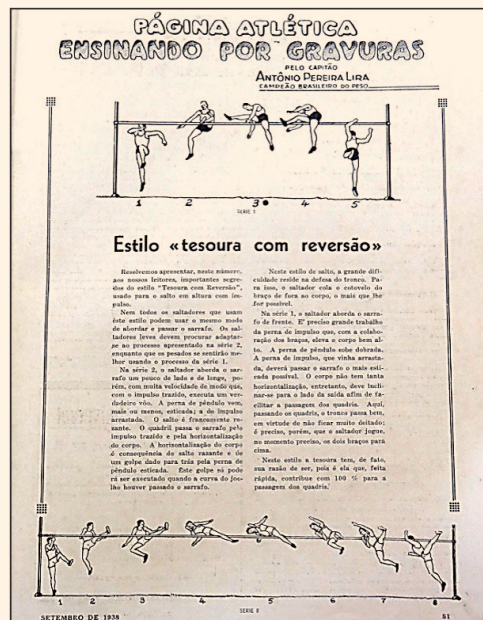 PÁGINA ATLÉTICA
ENSINANDO POR GRAVURAS
PELO CAPITÃO
ANTÔNIO PEREIRA LIRA
CAMPEÃO BRASILEIRO DO PESO
1 2 3 4 5
SERIE 1
Estilo «tesoura com reversão»
Resolvemos apresentar, neste número,
aos nossos leitores, importantes segre-
dos do estilo "Tesoura com Reversão",
usado para o salto em altura com im-
pulso.
Nem todos os saltadores que usam
êste estilo podem usar o mesmo modo
de abordar e passar o sarrafo. Os sal-
tadores leves devem procurar adaptar-
se ao processo apresentado na série 2,
enquanto que os pesados se sentirão me-
lhor usando o processo da série 1.
Na série 2, o saltador aborda o sar-
rafo um pouco de lado e de longe, po-
rém, com muita velocidade de modo que,
com o impulso trazido, executa um ver-
dadeiro vôo. A perna de pêndulo vem,
mais ou menos, esticada; a de impulso
arrastada. O salto é francamente ra-
sante. O quadril passa o sarrafo pelo
impulso trazido e pela horizontalização
do corpo. A horizontalização do corpo
é consequência do salto rasante e de
um golpe dado para trás pela perna de
pêndulo esticada. Este golpe só pode-
rá ser executado quando a curva do joe-
lho houver passado o sarrafo.
Neste estilo de salto, a grande difi-
culdade reside na defesa do tronco. Pa-
ra isso, o saltador cola o cotovelo do
braço de fora ao corpo, o mais que lhe
for possível.
Na série 1, o saltador aborda o sarra-
fo de frente. E' preciso grande trabalho
da perna de impulso que, com a colabo-
ração dos braços, eleva o corpo bem al-
to. A perna de pêndulo sobe dobrada.
A perna de impulso, que vinha arrasta-
da, deverá passar o sarrafo o mais esti-
cada possível. O corpo não tem tanta
horizontalização, entretanto, deve incli-
nar-se para o lado da saída afim de fa-
cilitar a passagem dos quadris. Aqui,
passando os quadris, o tronco passa bem,
em virtude de não ficar muito deitado;
é preciso, porém, que o saltador jogue,
no momento preciso, os dois braços para
cima.
Neste estilo a tesoura tem, de fato,
sua razão de ser, pois é ela que, feita
rápida, contribue com 100 % para a
passagem dos quadris.
1 2 3 4 5 6 7 8
SERIE 2
SETEMBRO DE 1938 51